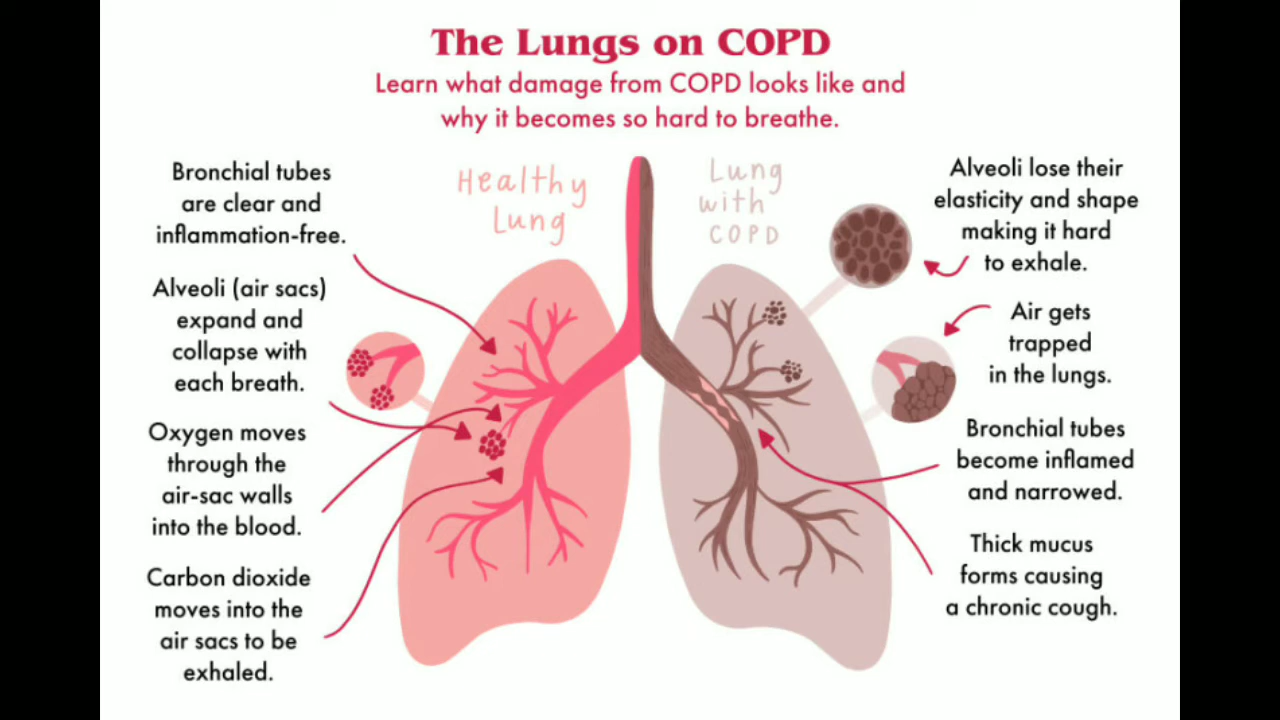 The Lungs on COPD
Learn what damage from COPD looks like and
why it becomes so hard to breathe.
Healthy
Lung
Lung
with
COPD
Bronchial tubes
are clear and
inflammation-free.
Alveoli (air sacs)
expand and
collapse with
each breath.
Oxygen moves
through the
air-sac walls
into the blood.
Carbon dioxide
moves into the
air sacs to be
exhaled.
Alveoli lose their
elasticity and shape
making it hard
to exhale.
Air gets
trapped
in the lungs.
Bronchial tubes
become inflamed
and narrowed.
Thick mucus
forms causing
a chronic cough.